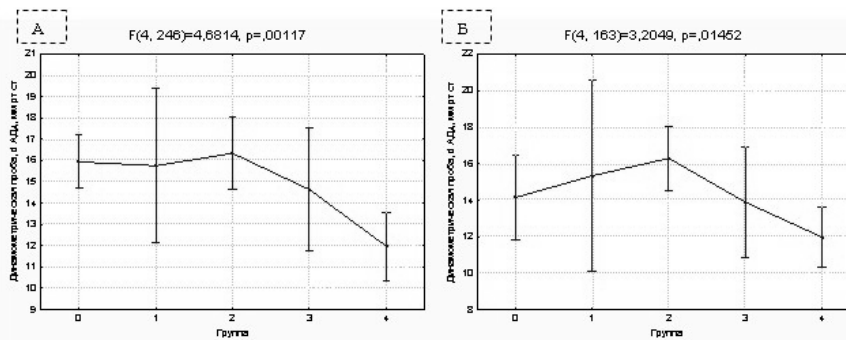 А
F(4, 246)=4,6814, p=,00117
Динамометрическая проба, d АДд, мм рт ст
21
20
19
18
17
16
15
14
13
12
11
10
9
0 1 2 3 4
Группа
Б
F(4, 163)=3,2049, p=,01452
Динамометрическая проба, d АДд, мм рт ст
22
20
18
16
14
12
10
8
0 1 2 3 4
Группа